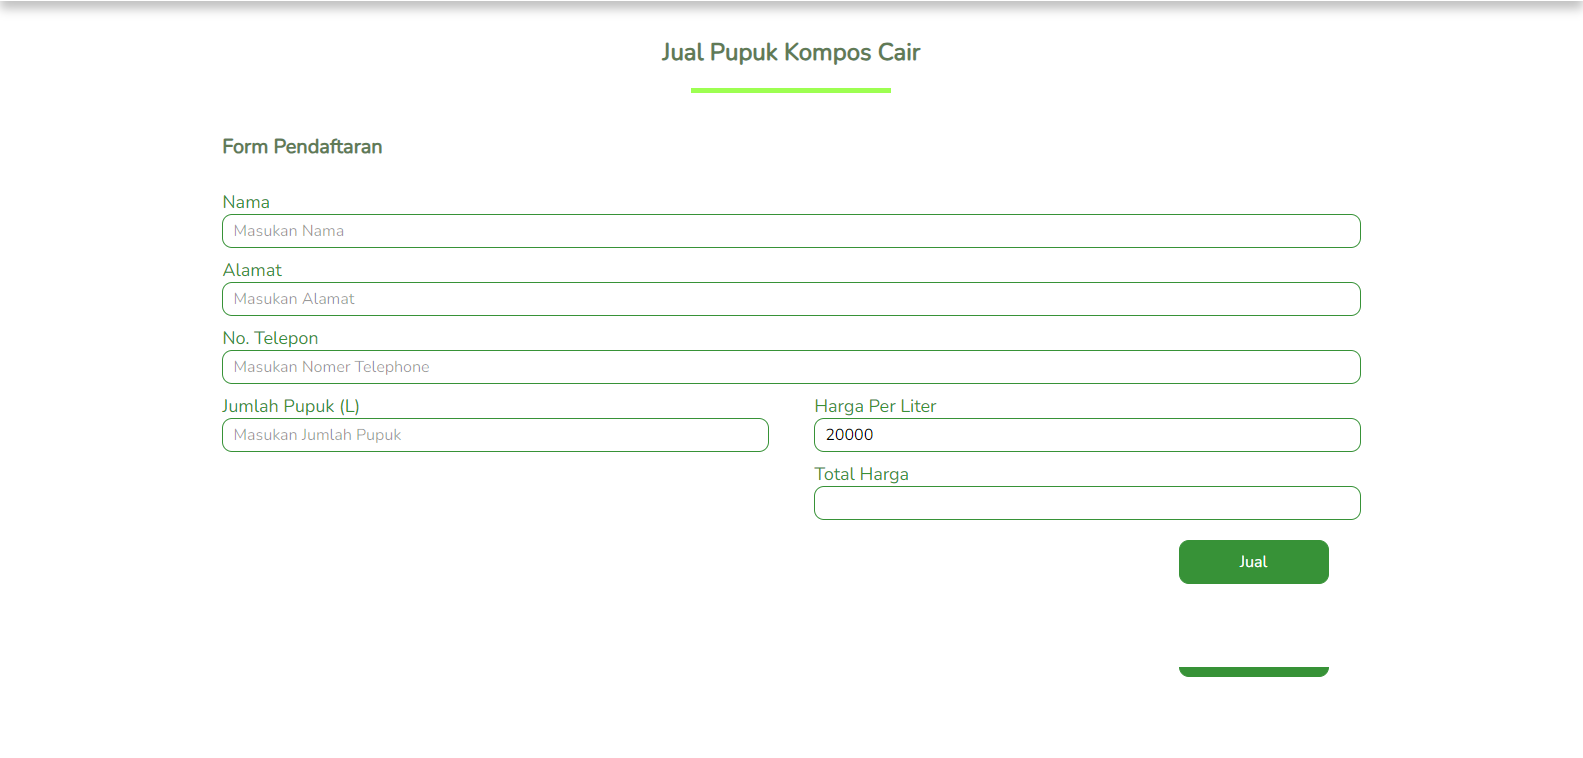 Jual Pupuk Kompos Cair
Form Pendaftaran
Nama
Masukan Nama
Alamat
Masukan Alamat
No. Telepon
Masukan Nomer Telephone
Jumlah Pupuk (L)
Masukan Jumlah Pupuk
Harga Per Liter
20000
Total Harga
Jual